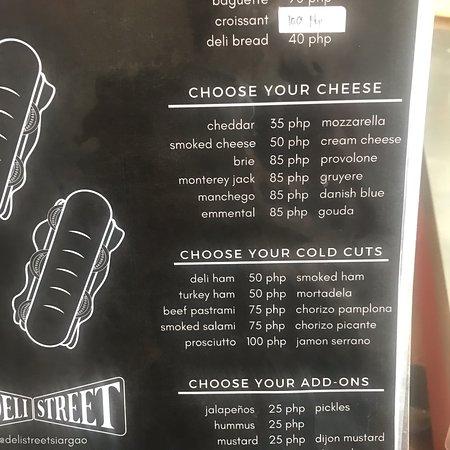 baguette 90 php
croissant 100 php
deli bread 40 php
CHOOSE YOUR CHEESE
cheddar 35 php mozzarella
smoked cheese 50 php cream cheese
brie 85 php provolone
monterey jack 85 php gruyere
manchego 85 php danish blue
emmental 85 php gouda
CHOOSE YOUR COLD CUTS
deli ham 50 php smoked ham
turkey ham 50 php mortadela
beef pastrami 75 php chorizo pamplona
smoked salami 75 php chorizo picante
prosciutto 100 php jamon serrano
CHOOSE YOUR ADD-ONS
jalapeños 25 php pickles
hummus 25 php
mustard 25 php dijon mustard
DELI STREET
@delistreetsiargao